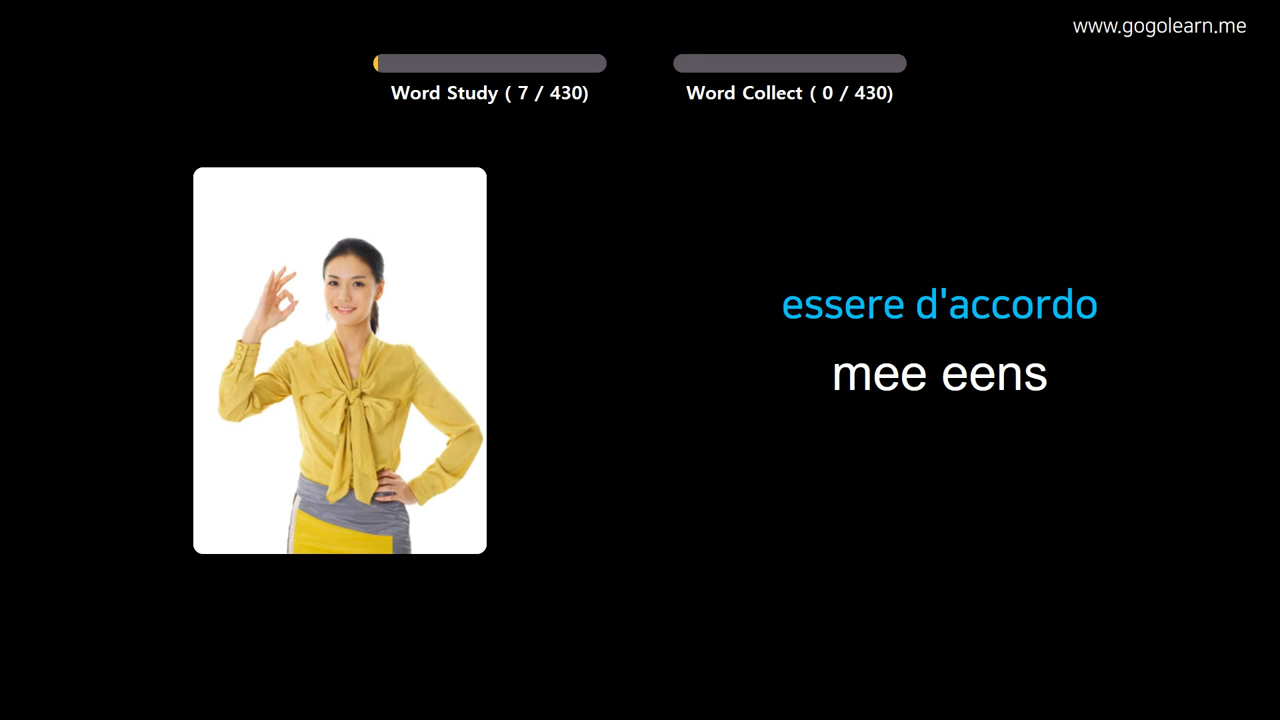 www.gogolearn.me
Word Study ( 7 / 430)
Word Collect ( 0 / 430)
essere d'accordo
mee eens